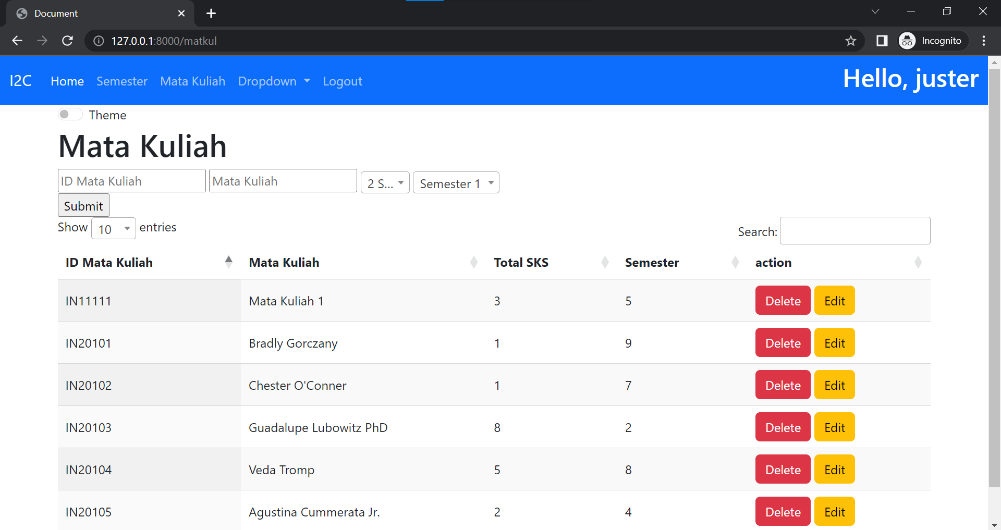 Document
127.0.0.1:8000/matkul
Incognito
I2C Home Semester Mata Kuliah Dropdown Logout Hello, juster
Theme
Mata Kuliah
ID Mata Kuliah Mata Kuliah 2 S... Semester 1
Submit
Show 10 entries Search:
ID Mata Kuliah Mata Kuliah Total SKS Semester action
IN11111 Mata Kuliah 1 3 5 Delete Edit
IN20101 Bradly Gorczany 1 9 Delete Edit
IN20102 Chester O'Conner 1 7 Delete Edit
IN20103 Guadalupe Lubowitz PhD 8 2 Delete Edit
IN20104 Veda Tromp 5 8 Delete Edit
IN20105 Agustina Cummerata Jr. 2 4 Delete Edit